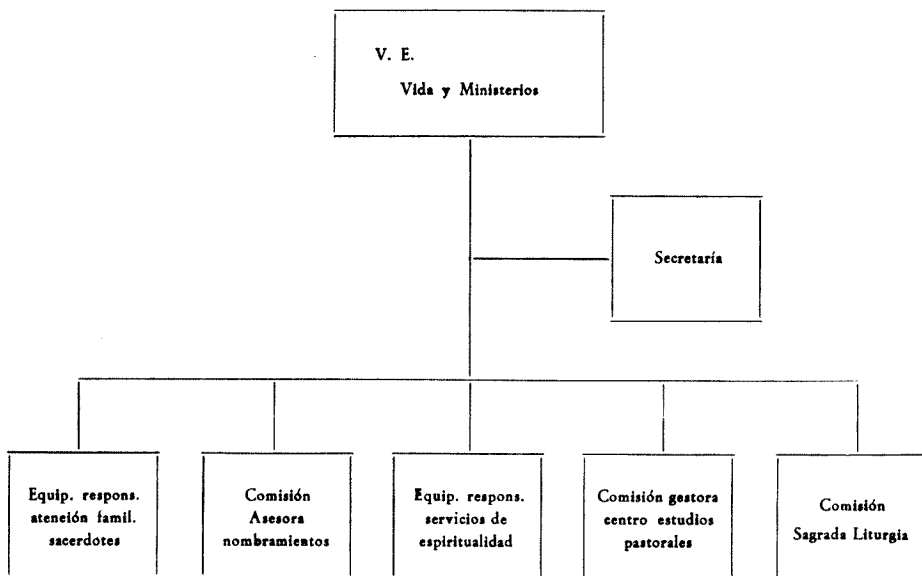 V. E.
Vida y Ministerios
Secretaría
Equip. respons.
atención famil.
sacerdotes
Comisión
Asesora
nombramientos
Equip. respons.
servicios de
espiritualidad
Comisión gestora
centro estudios
pastorales
Comisión
Sagrada Liturgia